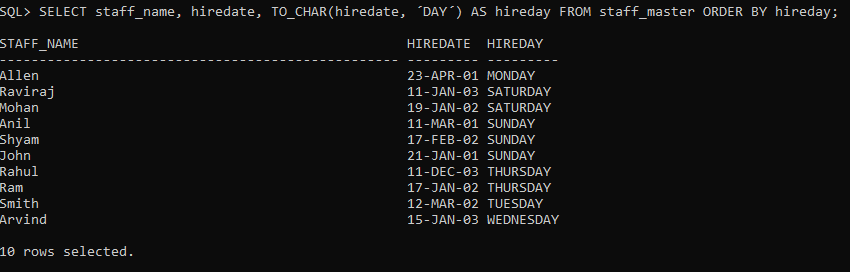 SQL> SELECT staff_name, hiredate, TO_CHAR(hiredate, ´DAY´) AS hireday FROM staff_master ORDER BY hireday;
STAFF_NAME HIREDATE HIREDAY
-------------------------------------------------- --------- ---------
Allen 23-APR-01 MONDAY
Raviraj 11-JAN-03 SATURDAY
Mohan 19-JAN-02 SATURDAY
Anil 11-MAR-01 SUNDAY
Shyam 17-FEB-02 SUNDAY
John 21-JAN-01 SUNDAY
Rahul 11-DEC-03 THURSDAY
Ram 17-JAN-02 THURSDAY
Smith 12-MAR-02 TUESDAY
Arvind 15-JAN-03 WEDNESDAY
10 rows selected.